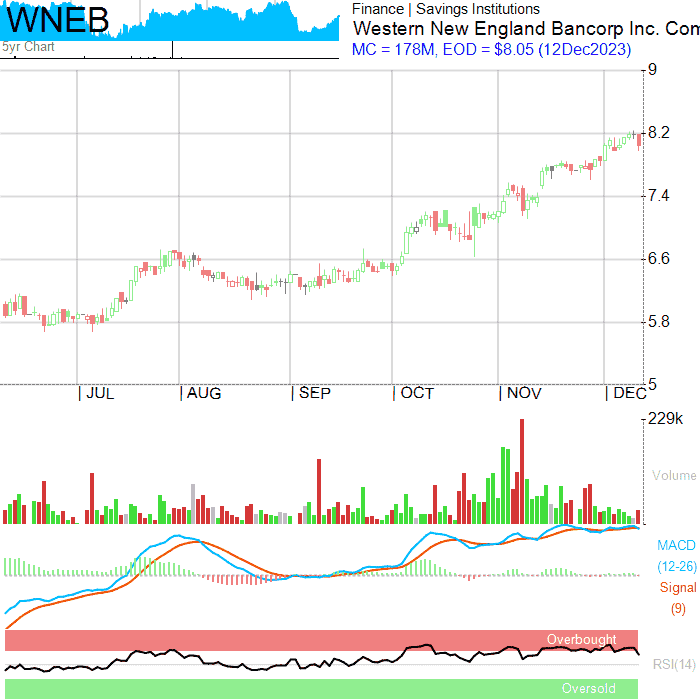 WNEB
5yr Chart
Finance | Savings Institutions
Western New England Bancorp Inc. Com
MC = 178M, EOD = $8.05 (12Dec2023)
9
8.2
7.4
6.6
5.8
5
| JUL | AUG | SEP | OCT | NOV | DEC
229k
Volume
MACD
(12-26)
Signal
(9)
Overbought
RSI(14)
Oversold